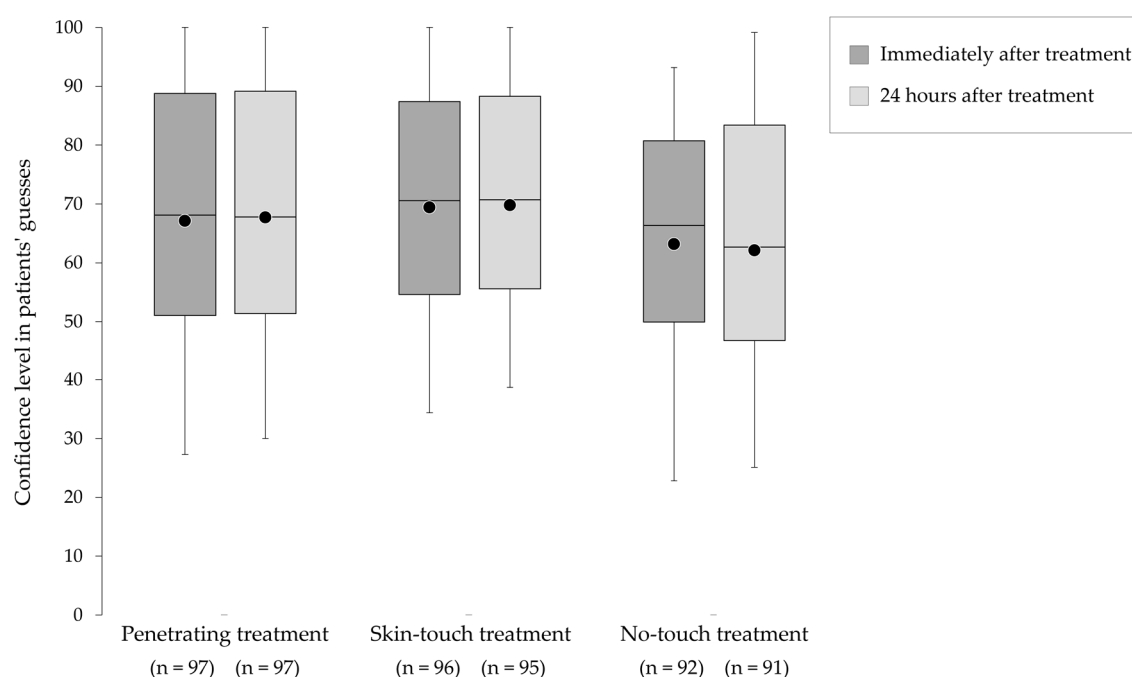 Confidence level in patients' guesses
100
90
80
70
60
50
40
30
20
10
0
Immediately after treatment
24 hours after treatment
Penetrating treatment
Skin-touch treatment
No-touch treatment
(n = 97) (n = 97) (n = 96) (n = 95) (n = 92) (n = 91)